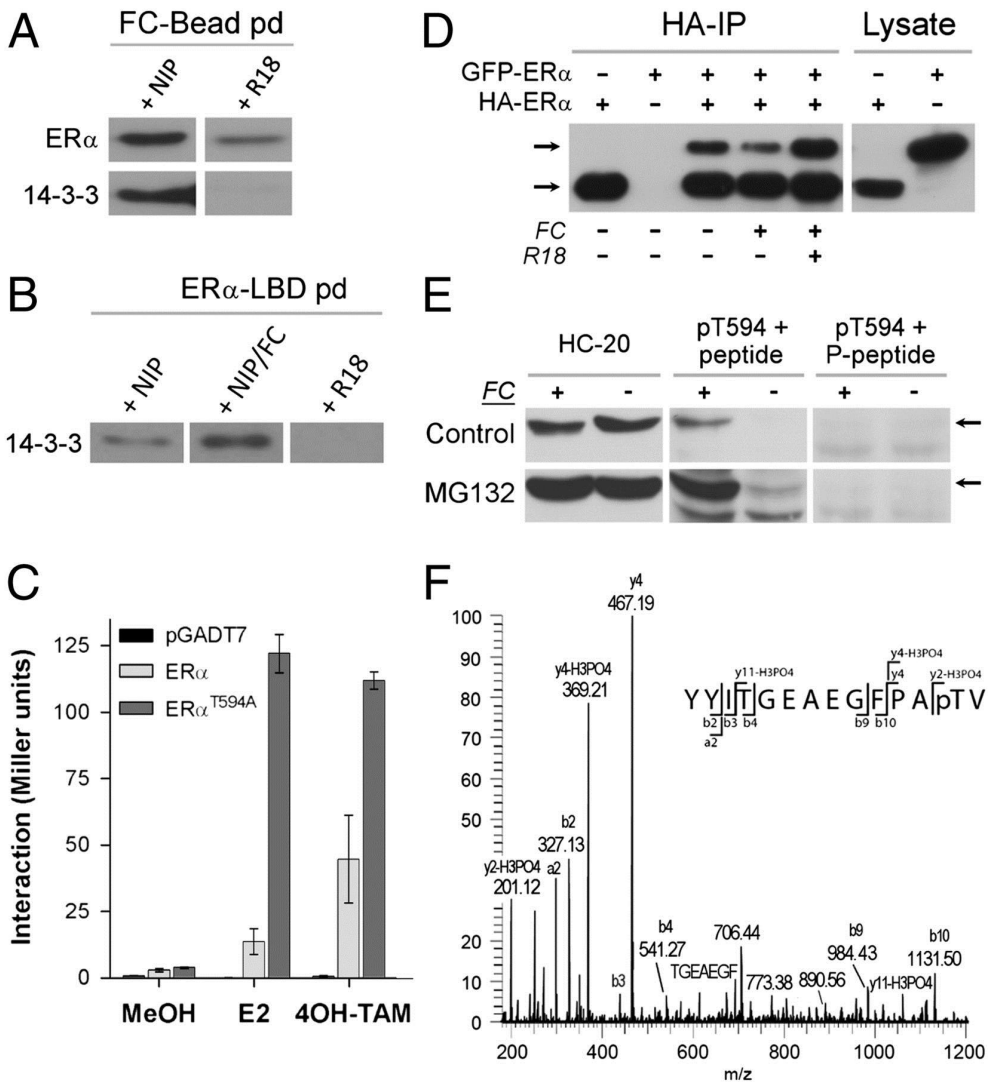 A
FC-Bead pd
+ NIP
+ R18
ERα
14-3-3
B
ERα-LBD pd
+ NIP
+ NIP/FC
+ R18
14-3-3
C
Interaction (Miller units)
125
100
75
50
25
0
pGADT7
ERα
ERαT594A
MeOH
E2
4OH-TAM
D
HA-IP
Lysate
GFP-ERα - + + + + - +
HA-ERα + - + + + + -
FC - - - + +
R18 - - - - +
E
HC-20
pT594 + peptide
pT594 + P-peptide
FC + - + - + -
Control
MG132
F
100
90
80
70
60
50
20
10
0
200 400 600 800 1000 1200
m/z
y4
467.19
y4-H3PO4
369.21
b2
327.13
y2-H3PO4
201.12
a2
b3
b4
541.27
TGEAEGF
706.44
773.38
890.56
b9
984.43
y11-H3PO4
b10
1131.50
y4-H3PO4
y11-H3PO4
y4
y2-H3PO4
YYITGEAEGFPApTV
b2 b3 b4 b9 b10
a2